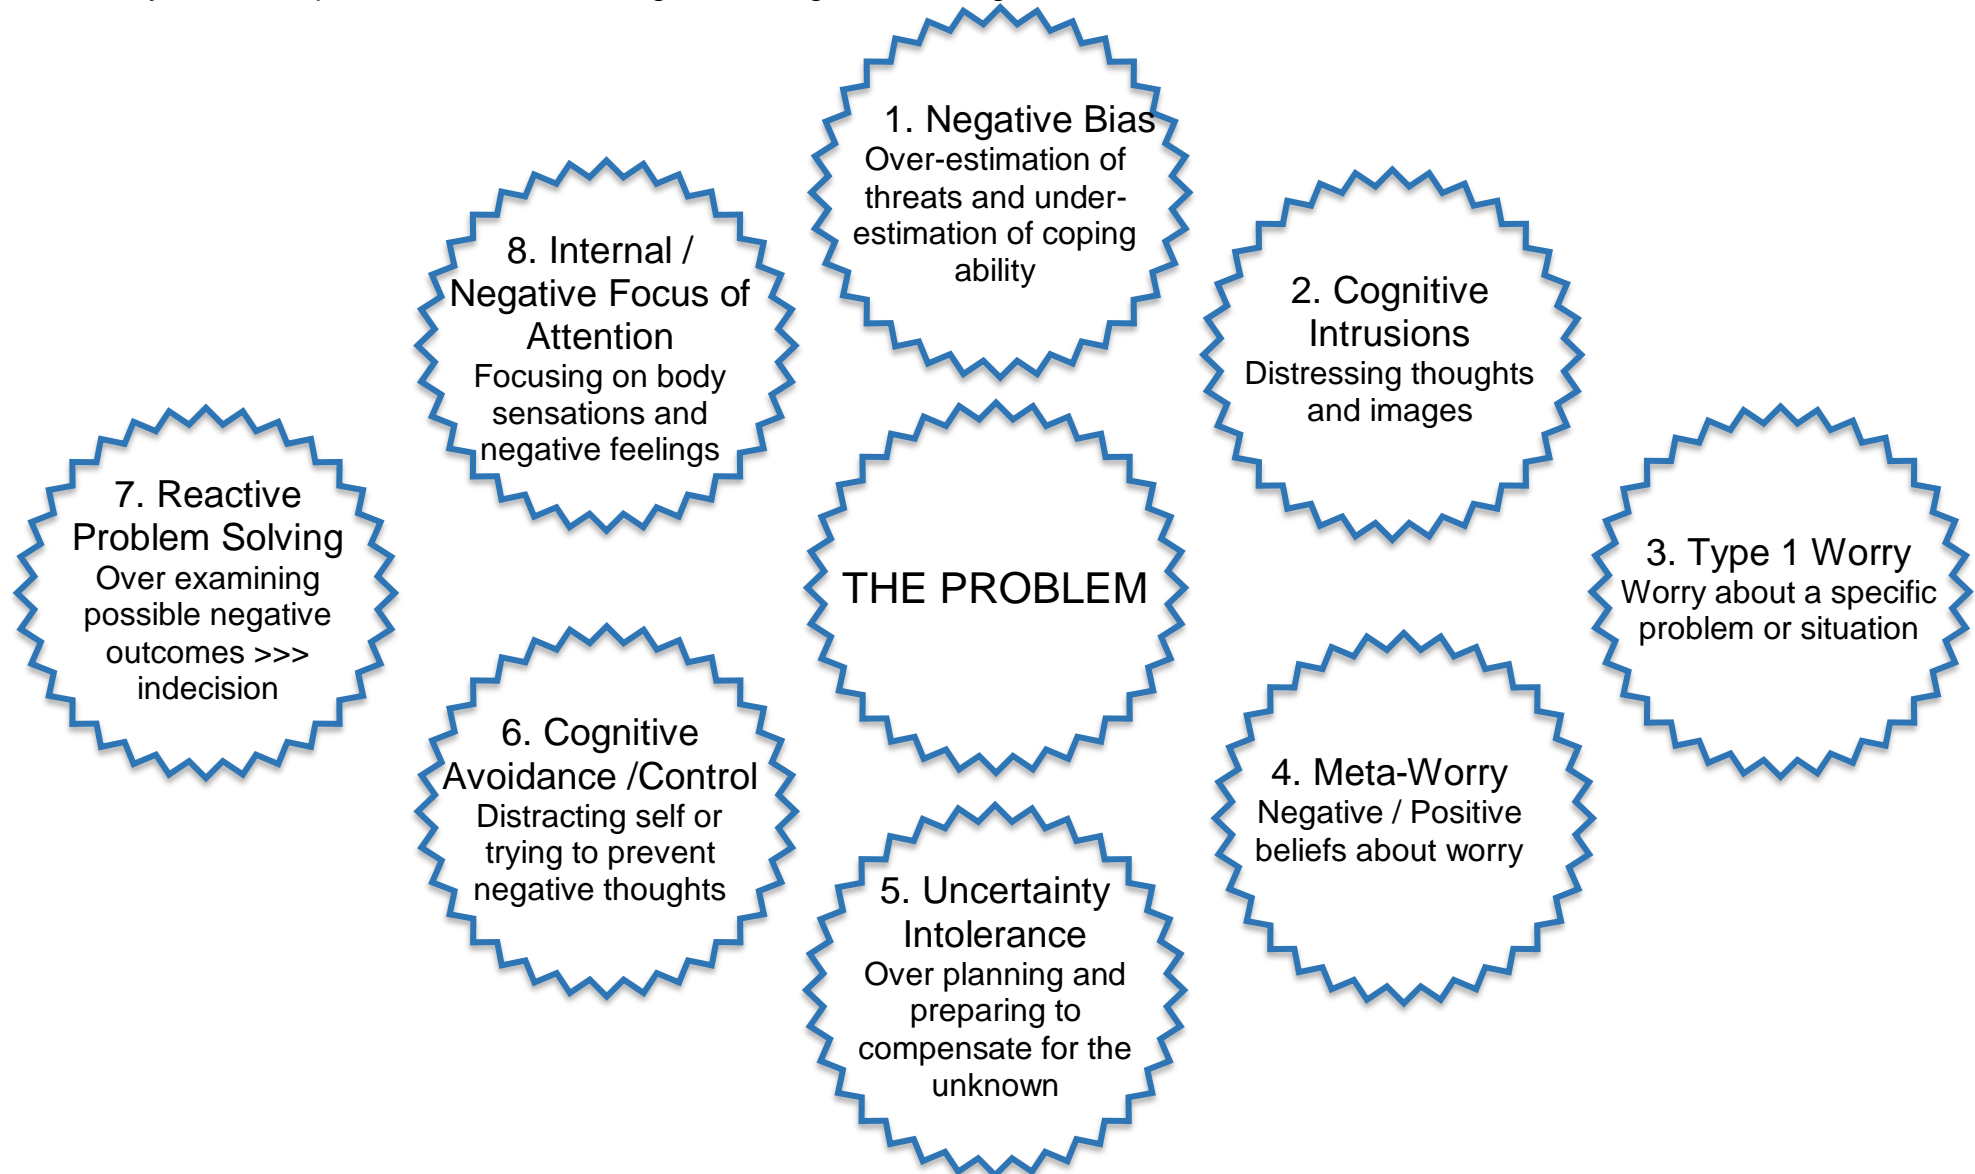 1. Negative Bias
Over-estimation of
threats and under-
estimation of coping
ability
2. Cognitive
Intrusions
Distressing thoughts
and images
3. Type 1 Worry
Worry about a specific
problem or situation
4. Meta-Worry
Negative / Positive
beliefs about worry
5. Uncertainty
Intolerance
Over planning and
preparing to
compensate for the
unknown
6. Cognitive
Avoidance /Control
Distracting self or
trying to prevent
negative thoughts
7. Reactive
Problem Solving
Over examining
possible negative
outcomes >>>
indecision
8. Internal /
Negative Focus of
Attention
Focusing on body
sensations and
negative feelings
THE PROBLEM